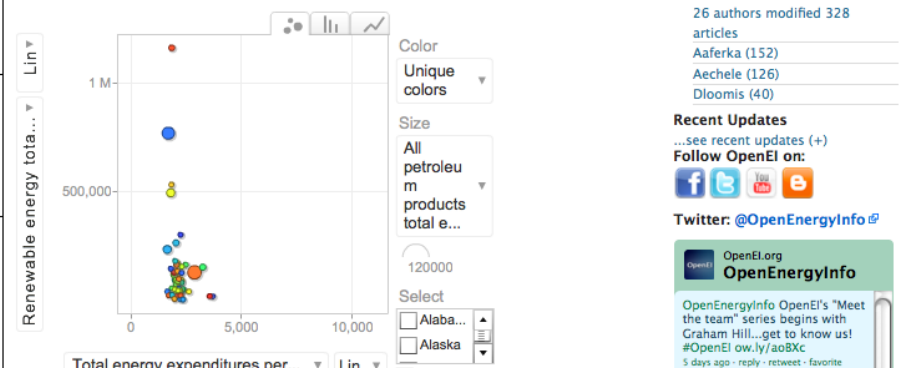 Lin
Renewable energy tota...
1 M
500,000
0
5,000
10,000
Total energy expenditures per...
Lin
Color
Unique
colors
Size
All
petroleu
m
products
total e...
120000
Select
Alaba...
Alaska
26 authors modified 328
articles
Aaferka (152)
Aechele (126)
Dloomis (40)
Recent Updates
...see recent updates (+)
Follow OpenEI on:
You
Tube
Twitter: @OpenEnergyInfo
OpenEI
OpenEI.org
OpenEnergyInfo
OpenEnergyInfo OpenEI's "Meet
the team" series begins with
Graham Hill...get to know us!
#OpenEI ow.ly/aoBXc
5 days ago · reply · retweet · favorite